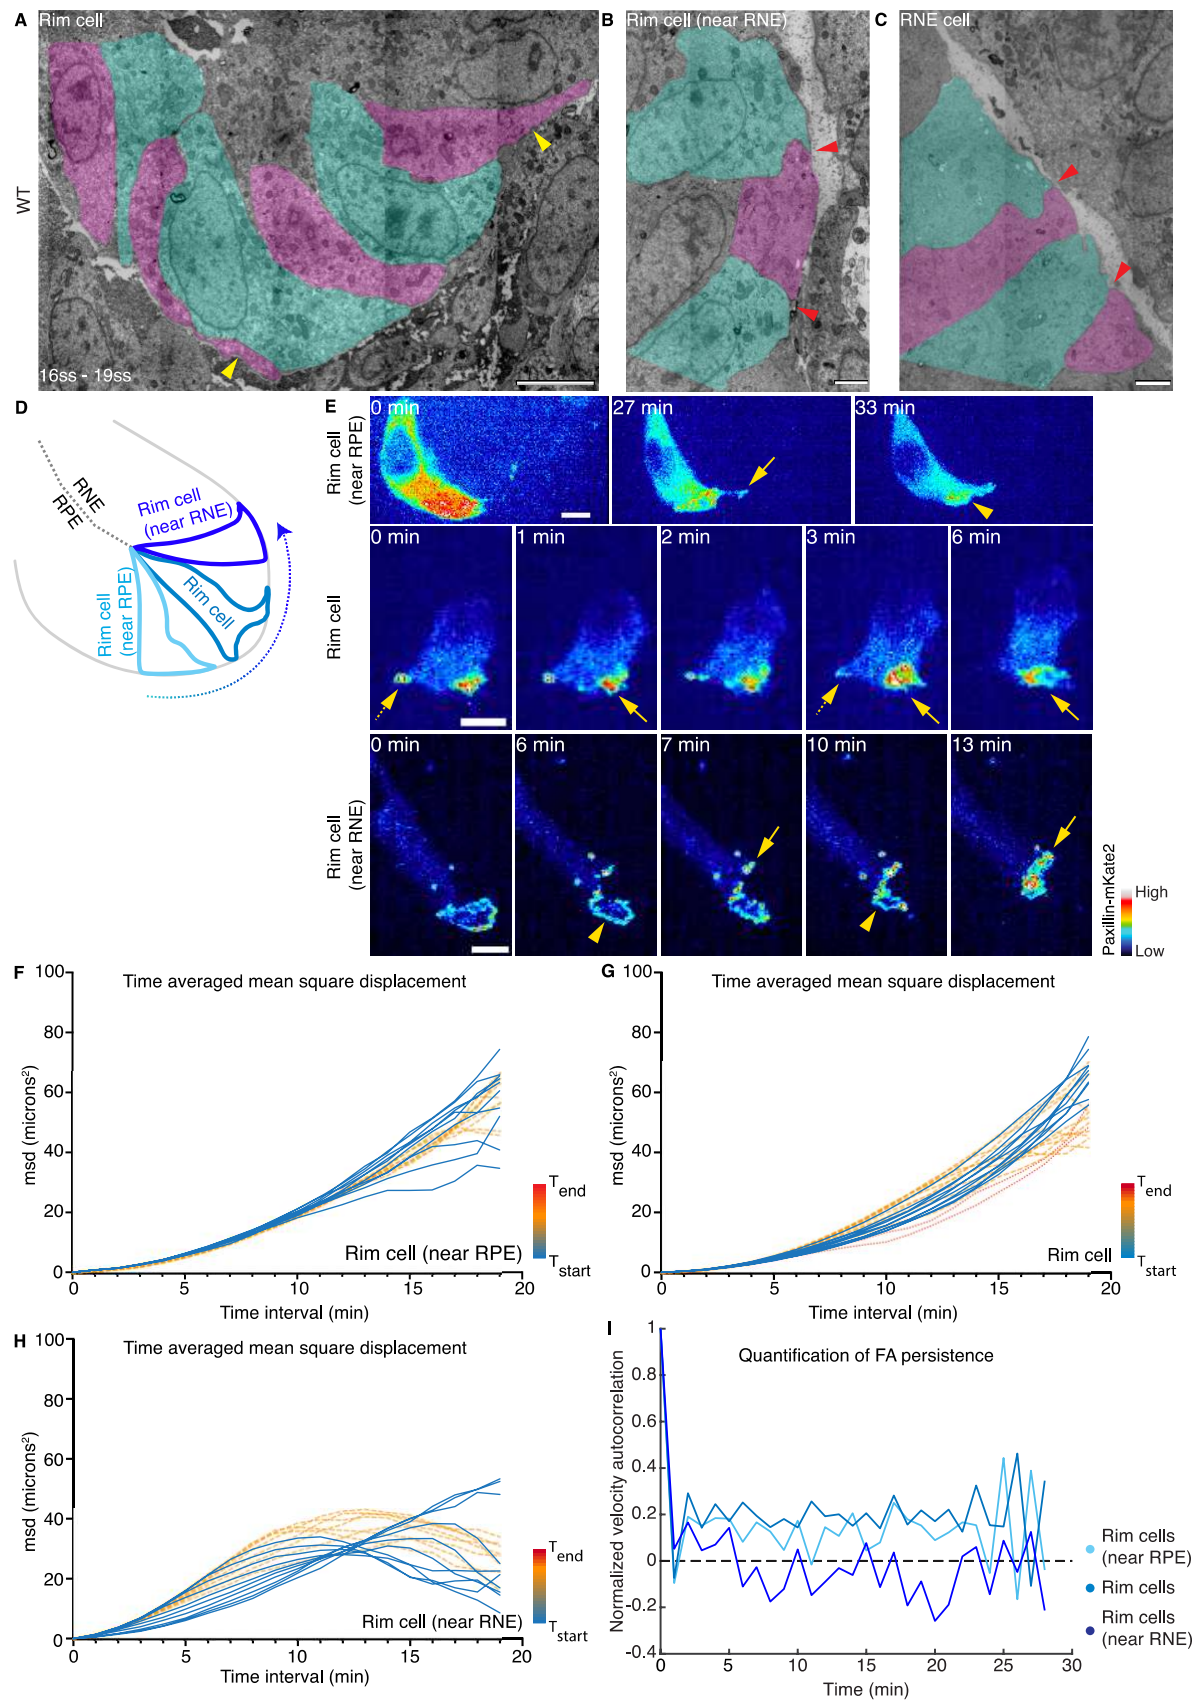 A Rim cell
B Rim cell (near RNE)
C RNE cell
WT
16ss - 19ss
D
RNE
RPE
Rim cell
(near RNE)
Rim cell
Rim cell
(near RPE)
E
Rim cell
(near RPE)
0 min 27 min 33 min
Rim cell
0 min 1 min 2 min 3 min 6 min
Rim cell
(near RNE)
0 min 6 min 7 min 10 min 13 min
Paxillin-mKate2
High
Low
F
Time averaged mean square displacement
msd (microns²)
100
80
60
40
20
0
0 5 10 15 20
Time interval (min)
Rim cell (near RPE)
Tend
Tstart
G
Time averaged mean square displacement
msd (microns²)
100
80
60
40
20
0
0 5 10 15 20
Time interval (min)
Rim cell
Tend
Tstart
H
Time averaged mean square displacement
msd (microns²)
100
80
60
40
20
0
0 5 10 15 20
Time interval (min)
Rim cell (near RNE)
Tend
Tstart
I
Quantification of FA persistence
Normalized velocity autocorrelation
1
0.8
0.6
0.4
0.2
0
-0.2
-0.4
0 5 10 15 20 25 30
Time (min)
Rim cells
(near RPE)
Rim cells
Rim cells
(near RNE)